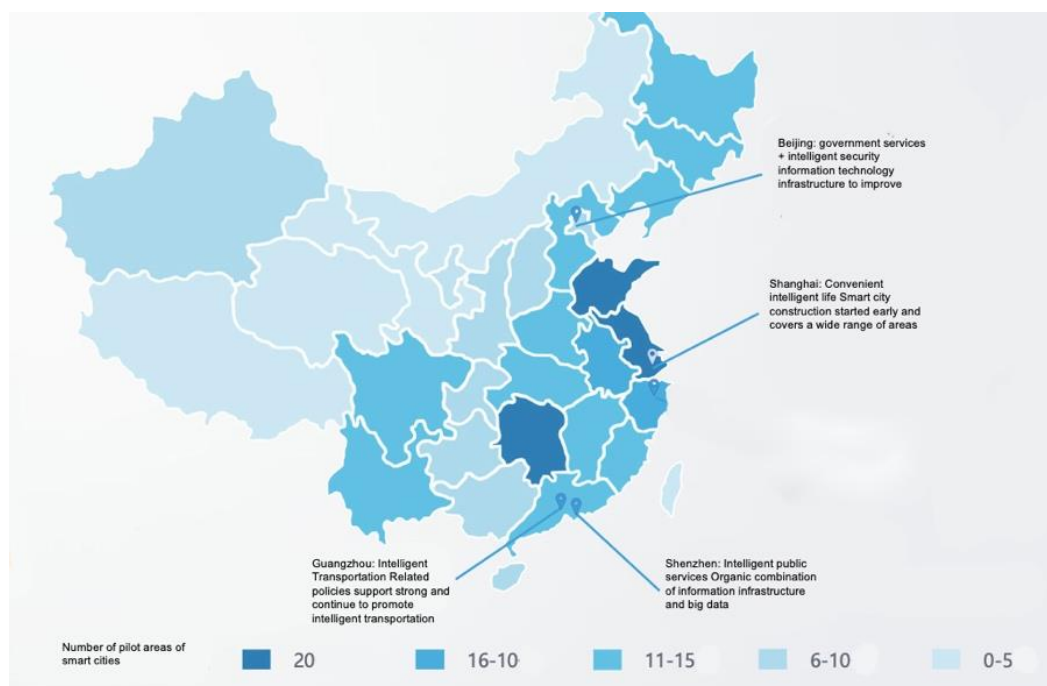 Beijing: government services
+ intelligent security
information technology
infrastructure to improve
Shanghai: Convenient
intelligent life Smart city
construction started early and
covers a wide range of areas
Guangzhou: Intelligent
Transportation Related
policies support strong and
continue to promote
intelligent transportation
Shenzhen: Intelligent public
services Organic combination
of information infrastructure
and big data
Number of pilot areas of
smart cities
20
16-10
11-15
6-10
0-5